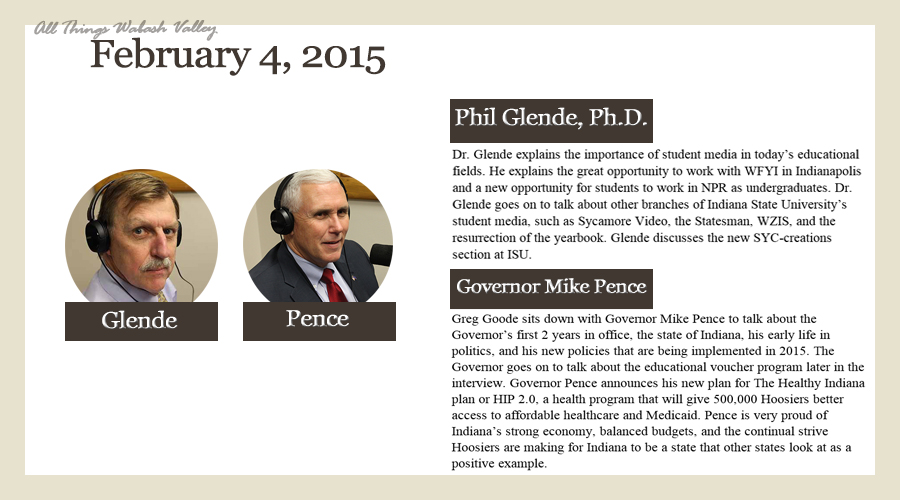 All Things Wabash Valley
February 4, 2015
Glende
Pence
Phil Glende, Ph.D.
Dr. Glende explains the importance of student media in today's educational
fields. He explains the great opportunity to work with WFYI in Indianapolis
and a new opportunity for students to work in NPR as undergraduates. Dr.
Glende goes on to talk about other branches of Indiana State University's
student media, such as Sycamore Video, the Statesman, WZIS, and the
resurrection of the yearbook. Glende discusses the new SYC-creations
section at ISU.
Governor Mike Pence
Greg Goode sits down with Governor Mike Pence to talk about the
Governor's first 2 years in office, the state of Indiana, his early life in
politics, and his new policies that are being implemented in 2015. The
Governor goes on to talk about the educational voucher program later in the
interview. Governor Pence announces his new plan for The Healthy Indiana
plan or HIP 2.0, a health program that will give 500,000 Hoosiers better
access to affordable healthcare and Medicaid. Pence is very proud of
Indiana's strong economy, balanced budgets, and the continual strive
Hoosiers are making for Indiana to be a state that other states look at as a
positive example.